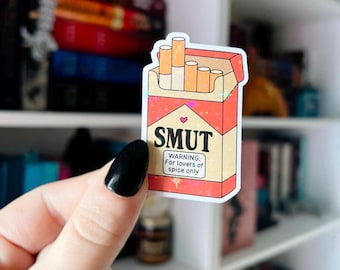 SMUT
WARNING:
For lovers of
spice only